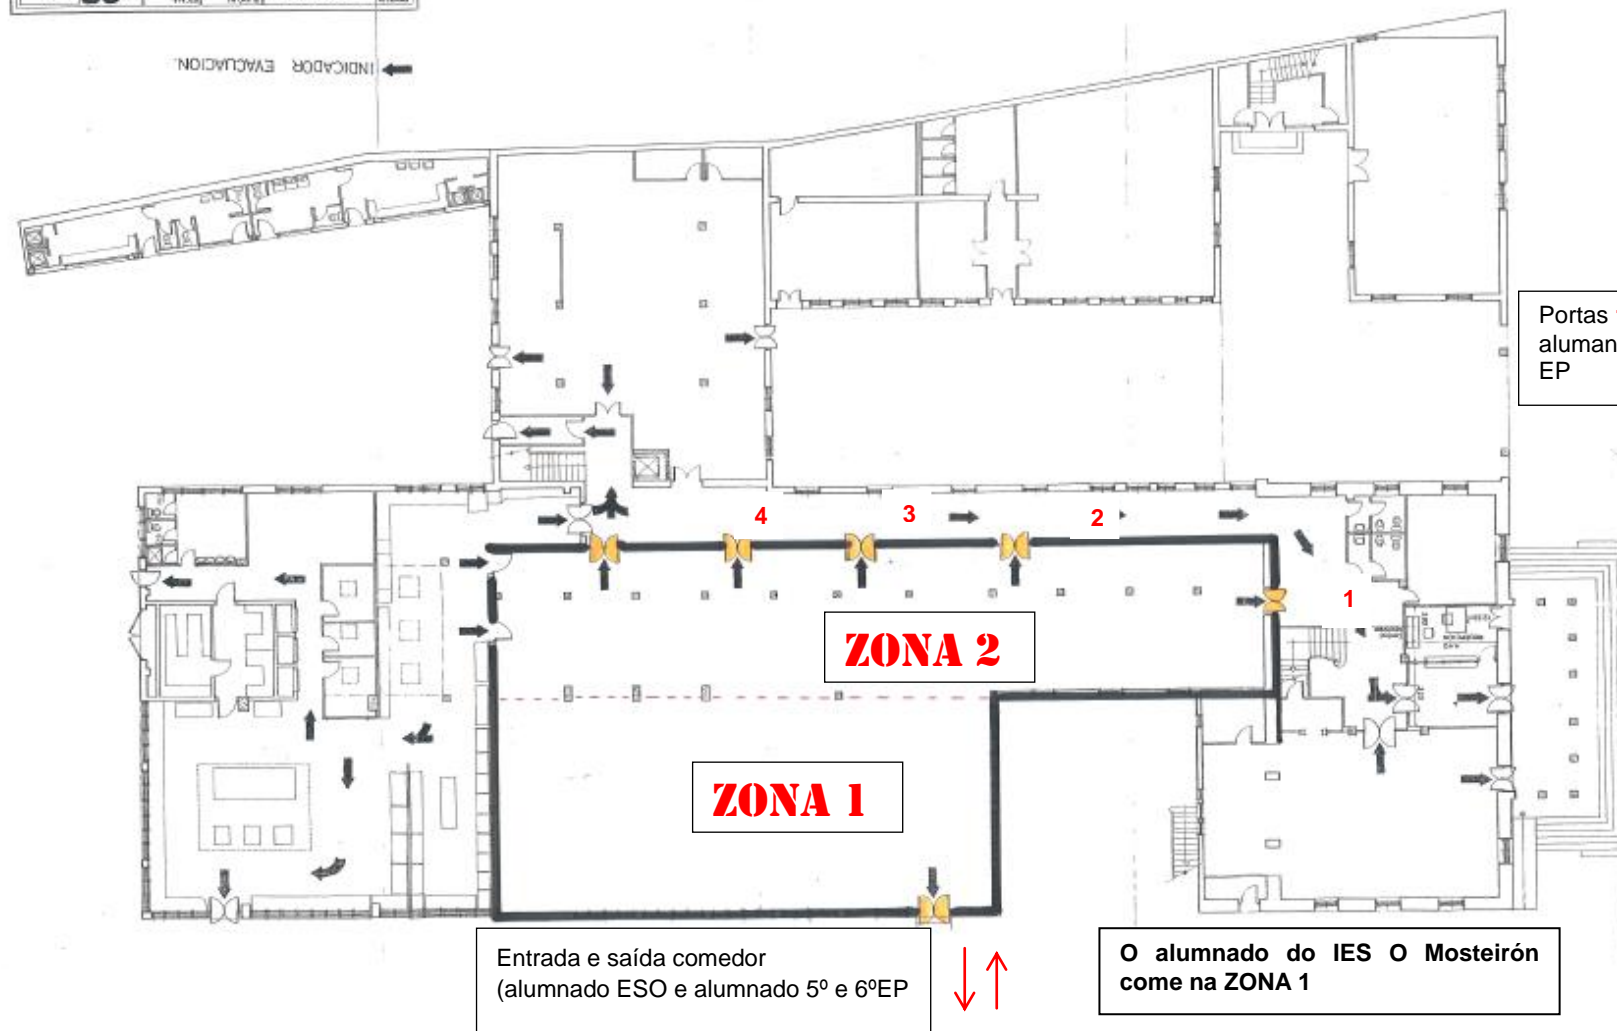 INDICADOR EVACUACION.
Portas
aluman
EP
4
3
2
1
ZONA 2
ZONA 1
Entrada e saída comedor
(alumnado ESO e alumnado 5º e 6ºEP
O alumnado do IES O Mosteirón
come na ZONA 1